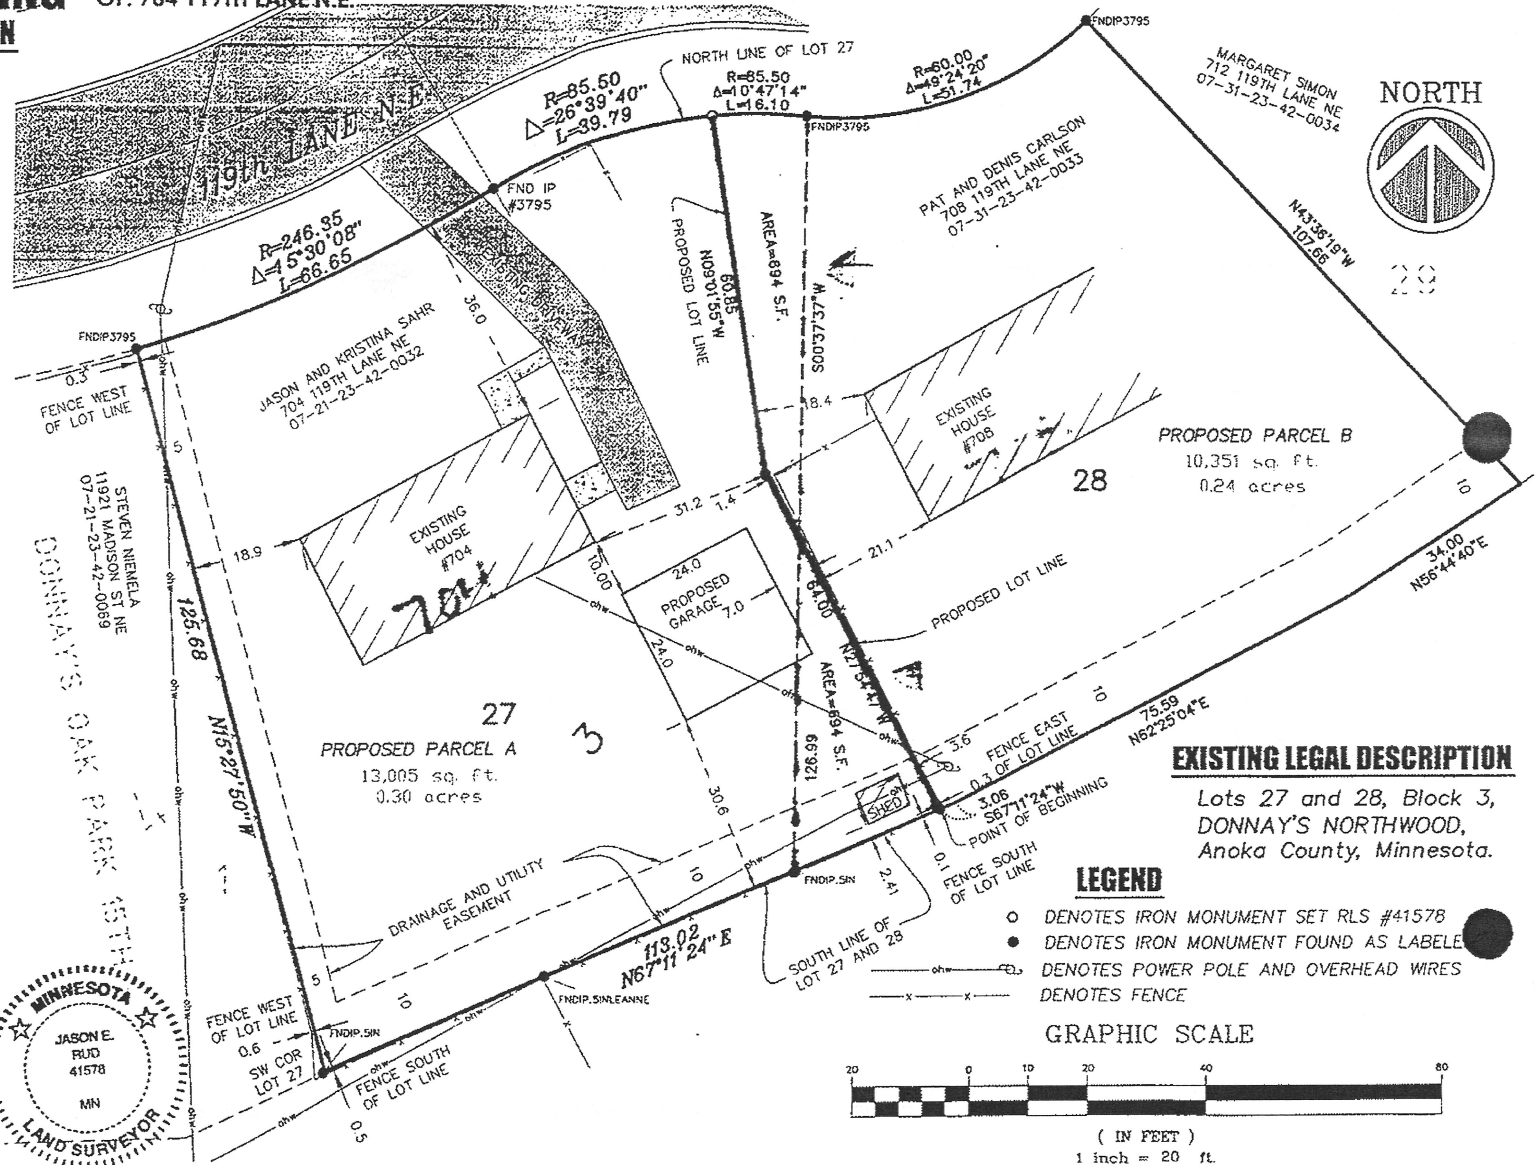 OF: 704 119TH LANE N.E.
N
119th LANE N E
NORTH LINE OF LOT 27
R=85.50
Δ=26°39'40"
L=39.79
R=85.50
Δ=10°47'14"
L=16.10
R=60.00
Δ=49°24'20"
L=51.74
FNDIP3795
MARGARET SIMON
712 119TH LANE NE
07-31-23-42-0034
NORTH
FNDIP3795
PAT AND DENIS CARLSON
708 119TH LANE NE
07-31-23-42-0033
FND IP
#3795
R=246.35
Δ=15°30'08"
L=66.65
N43°36'19"W
107.66
29
FNDIP3795
0.3
FENCE WEST
OF LOT LINE
JASON AND KRISTINA SAHR
704 119TH LANE NE
07-21-23-42-0032
36.0
PROPOSED LOT LINE
N09°01'55"W
60.85
AREA=694 S.F.
S00°37'37"W
18.4
EXISTING
HOUSE
#708
28
PROPOSED PARCEL B
10,351 sq. ft.
0.24 acres
10
5
STEVEN NIEMELA
11921 MADISON ST NE
07-21-23-42-0069
DONNAY'S OAK PARK 15TH
18.9
EXISTING
HOUSE
#704
704
31.2
1.4
10.00
24.0
PROPOSED
GARAGE
7.0
24.0
21.1
64.00
PROPOSED LOT LINE
34.00
N56°44'40"E
ohw
125.68
N15°27'50"W
27
3
PROPOSED PARCEL A
13,005 sq. ft.
0.30 acres
AREA=694 S.F.
126.99
30.6
10
75.59
N62°25'04"E
3.6
FENCE EAST
0.3 OF LOT LINE
SHED
3.06
S67°11'24"W
POINT OF BEGINNING
EXISTING LEGAL DESCRIPTION
Lots 27 and 28, Block 3,
DONNAY'S NORTHWOOD,
Anoka County, Minnesota.
DRAINAGE AND UTILITY
EASEMENT
10
FNDIP.SIN
2.41
0.1
FENCE SOUTH
OF LOT LINE
SOUTH LINE OF
LOT 27 AND 28
113.02
N67°11'24"E
FNDIP.SINLEANNE
5
10
FENCE WEST
OF LOT LINE
0.6
FNDIP.SIN
SW COR
LOT 27
FENCE SOUTH
OF LOT LINE
0.5
MINNESOTA
JASON E.
RUD
41578
MN
LAND SURVEYOR
LEGEND
DENOTES IRON MONUMENT SET RLS #41578
DENOTES IRON MONUMENT FOUND AS LABELE
ohw DENOTES POWER POLE AND OVERHEAD WIRES
x x DENOTES FENCE
GRAPHIC SCALE
20 0 10 20 40 80
( IN FEET )
1 inch = 20 ft.